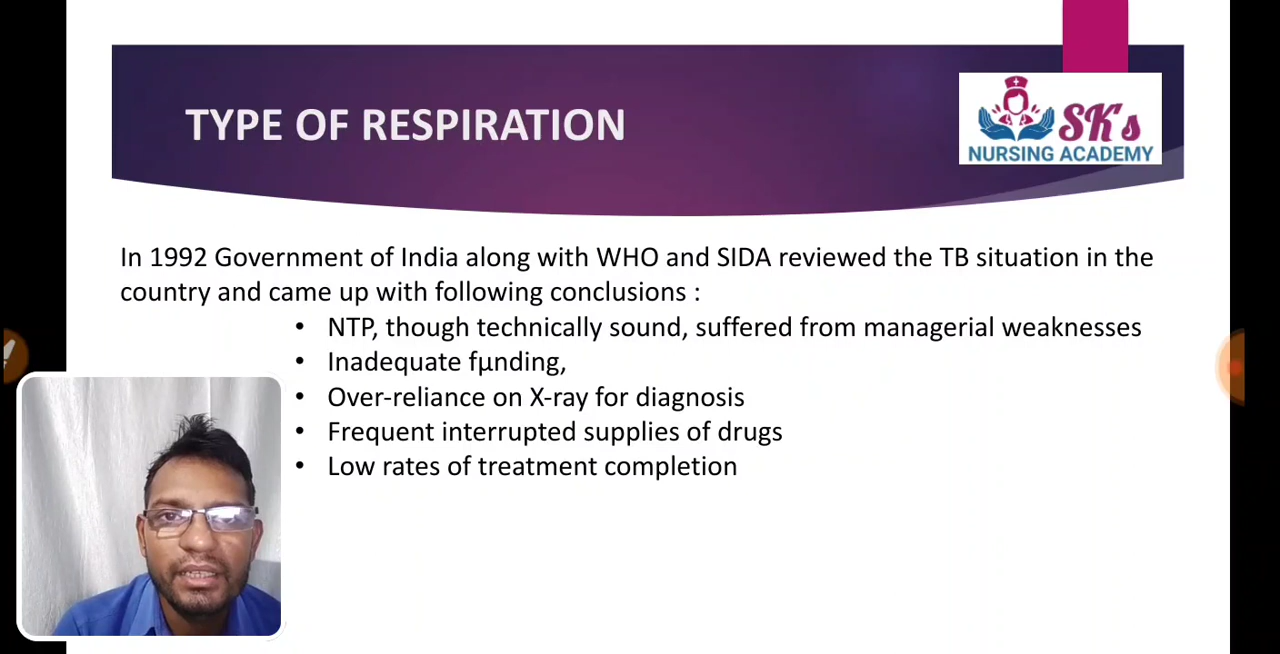 TYPE OF RESPIRATION
SK's
NURSING ACADEMY
In 1992 Government of India along with WHO and SIDA reviewed the TB situation in the
country and came up with following conclusions :
• NTP, though technically sound, suffered from managerial weaknesses
• Inadequate fµnding,
• Over-reliance on X-ray for diagnosis
• Frequent interrupted supplies of drugs
• Low rates of treatment completion